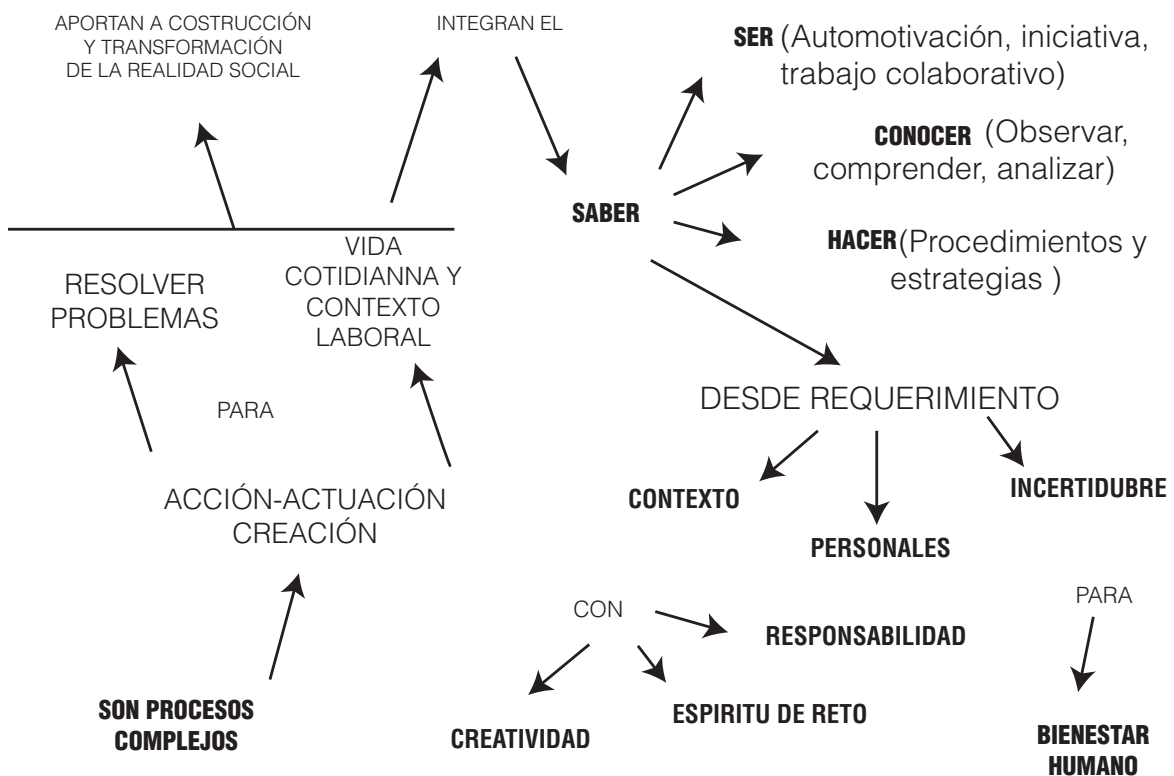 APORTAN A COSTRUCCIÓN
Y TRANSFORMACIÓN
DE LA REALIDAD SOCIAL
INTEGRAN EL
SER (Automotivación, iniciativa,
trabajo colaborativo)
CONOCER (Observar,
comprender, analizar)
SABER
HACER(Procedimientos y
estrategias )
RESOLVER
PROBLEMAS
VIDA
COTIDIANNA Y
CONTEXTO
LABORAL
PARA
DESDE REQUERIMIENTO
ACCIÓN-ACTUACIÓN
CREACIÓN
CONTEXTO
PERSONALES
INCERTIDUBRE
CON
RESPONSABILIDAD
ESPIRITU DE RETO
CREATIVIDAD
PARA
BIENESTAR
HUMANO
SON PROCESOS
COMPLEJOS